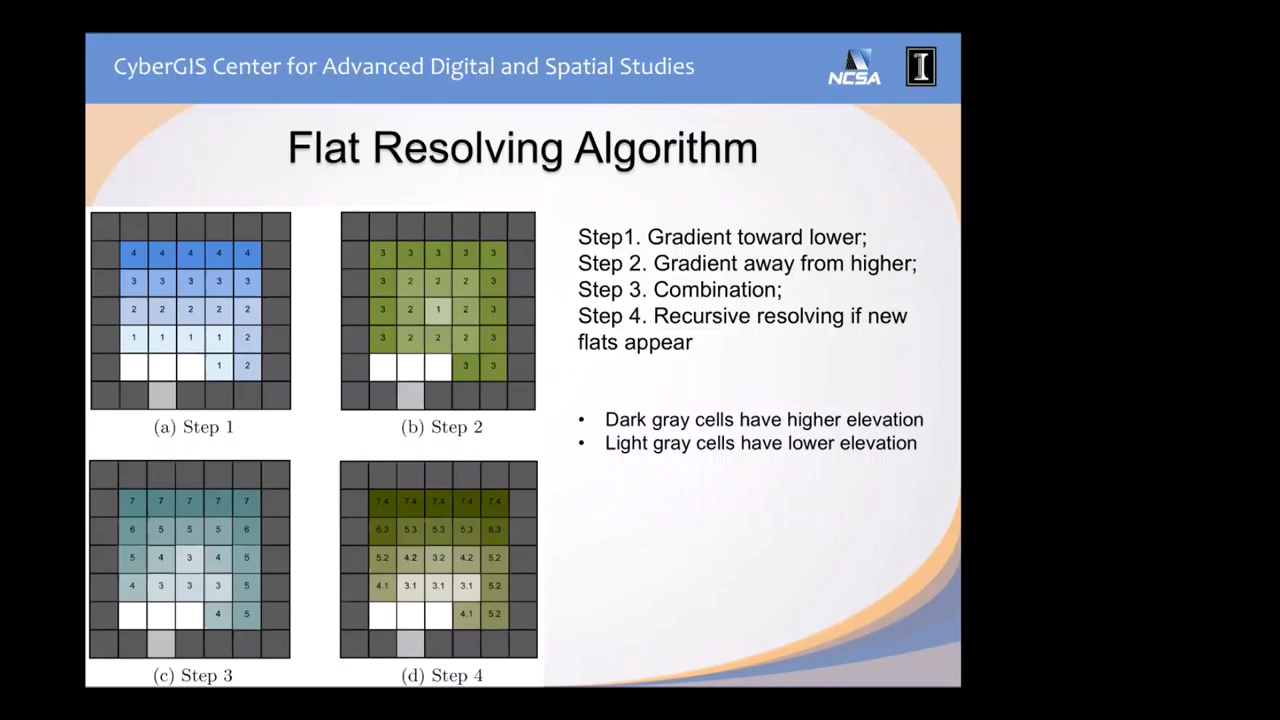 CyberGIS Center for Advanced Digital and Spatial Studies
NCSA
I
Flat Resolving Algorithm
4 4 4 4 4
3 3 3 3 3
2 2 2 2 2
1 1 1 1 2
1 2
(a) Step 1
3 3 3 3 3
3 2 2 2 3
3 2 1 2 3
3 2 2 2 3
3 3
(b) Step 2
Step1. Gradient toward lower;
Step 2. Gradient away from higher;
Step 3. Combination;
Step 4. Recursive resolving if new
flats appear
• Dark gray cells have higher elevation
• Light gray cells have lower elevation
7 7 7 7 7
6 5 5 5 6
5 4 3 4 5
4 3 3 3 5
4 5
(c) Step 3
7.4 7.4 7.4 7.4 7.4
6.3 5.3 5.3 5.3 6.3
5.2 4.2 3.2 4.2 5.2
4.1 3.1 3.1 3.1 5.2
4.1 5.2
(d) Step 4